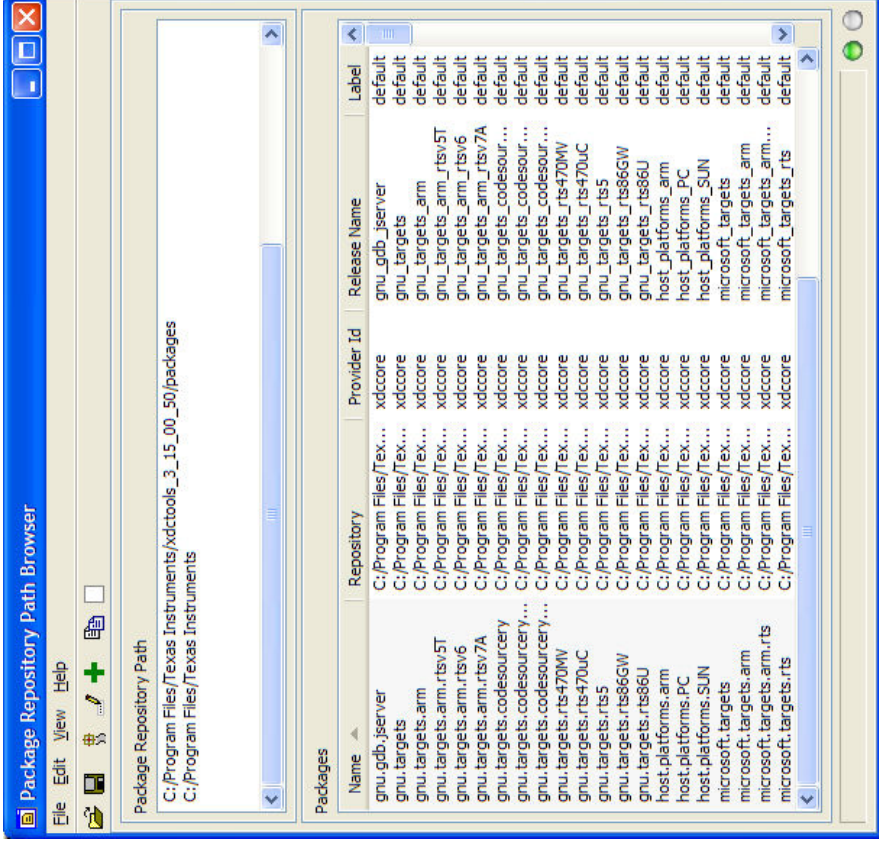 Package Repository Path Browser
File Edit View Help
Package Repository Path
C:/Program Files/Texas Instruments/xdctools_3_15_00_50/packages
C:/Program Files/Texas Instruments
Packages
Name Repository Provider Id Release Name Label
gnu.gdb.jserver C:/Program Files/Tex... xdccore gnu_gdb_jserver default
gnu.targets C:/Program Files/Tex... xdccore gnu_targets default
gnu.targets.arm C:/Program Files/Tex... xdccore gnu_targets_arm default
gnu.targets.arm.rtsv5T C:/Program Files/Tex... xdccore gnu_targets_arm_rtsv5T default
gnu.targets.arm.rtsv6 C:/Program Files/Tex... xdccore gnu_targets_arm_rtsv6 default
gnu.targets.arm.rtsv7A C:/Program Files/Tex... xdccore gnu_targets_arm_rtsv7A default
gnu.targets.codesourcery C:/Program Files/Tex... xdccore gnu_targets_codesour... default
gnu.targets.codesourcery... C:/Program Files/Tex... xdccore gnu_targets_codesour... default
gnu.targets.codesourcery... C:/Program Files/Tex... xdccore gnu_targets_codesour... default
gnu.targets.rts470MV C:/Program Files/Tex... xdccore gnu_targets_rts470MV default
gnu.targets.rts470uC C:/Program Files/Tex... xdccore gnu_targets_rts470uC default
gnu.targets.rts5 C:/Program Files/Tex... xdccore gnu_targets_rts5 default
gnu.targets.rts86GW C:/Program Files/Tex... xdccore gnu_targets_rts86GW default
gnu.targets.rts86U C:/Program Files/Tex... xdccore gnu_targets_rts86U default
host.platforms.arm C:/Program Files/Tex... xdccore host_platforms_arm default
host.platforms.PC C:/Program Files/Tex... xdccore host_platforms_PC default
host.platforms.SUN C:/Program Files/Tex... xdccore host_platforms_SUN default
microsoft.targets C:/Program Files/Tex... xdccore microsoft_targets default
microsoft.targets.arm C:/Program Files/Tex... xdccore microsoft_targets_arm default
microsoft.targets.arm.rts C:/Program Files/Tex... xdccore microsoft_targets_arm... default
microsoft.targets.rts C:/Program Files/Tex... xdccore microsoft_targets_rts default